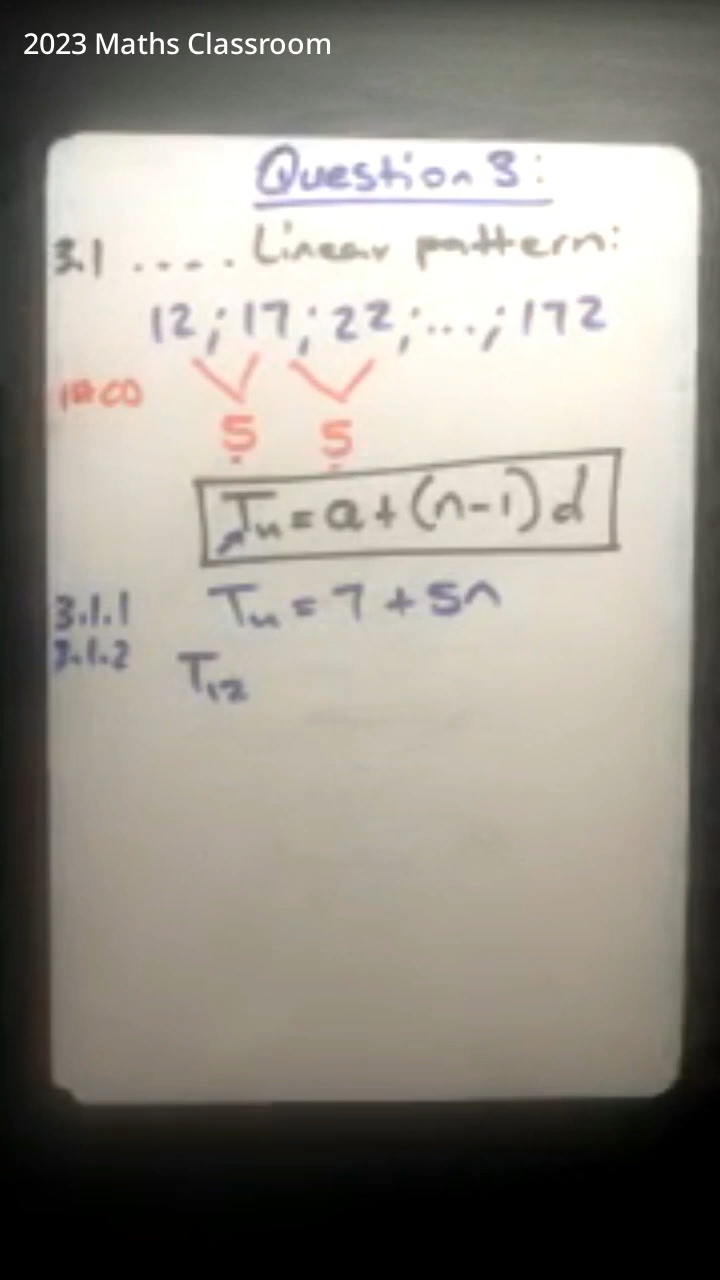 2023 Maths Classroom
Question 3:
3.1 .... Linear pattern:
12; 17; 22; ...; 172
5 5
Tn = a + (n-1) d
3.1.1 Tn = 7 + 5n
3.1.2 T12